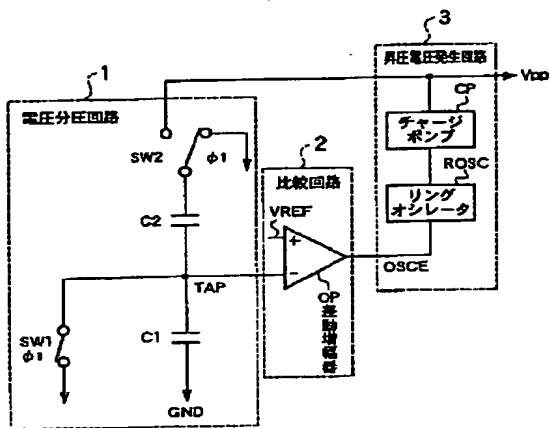 3
昇圧電圧発生回路
Vpp
CP
チャージ
ポンプ
ROSC
リング
オシレータ
1
電圧分圧回路
SW2
φ1
C2
2
比較回路
VREF
+
−
OSCE
OP
差動増幅器
TAP
SW1
φ1
C1
GND